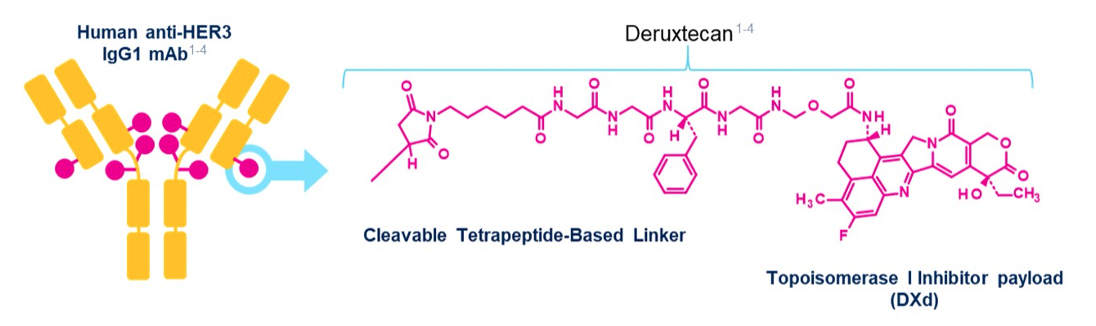 Human anti-HER3
IgG1 mAb1-4
Deruxtecan1-4
O
N
O
H
O
H
N
O
N
H
O
H
N
H
O
N
H
O
H
N
O
O
NH
H
O
N
O
O
HO
CH3
N
H3C
F
Cleavable Tetrapeptide-Based Linker
Topoisomerase I Inhibitor payload
(DXd)